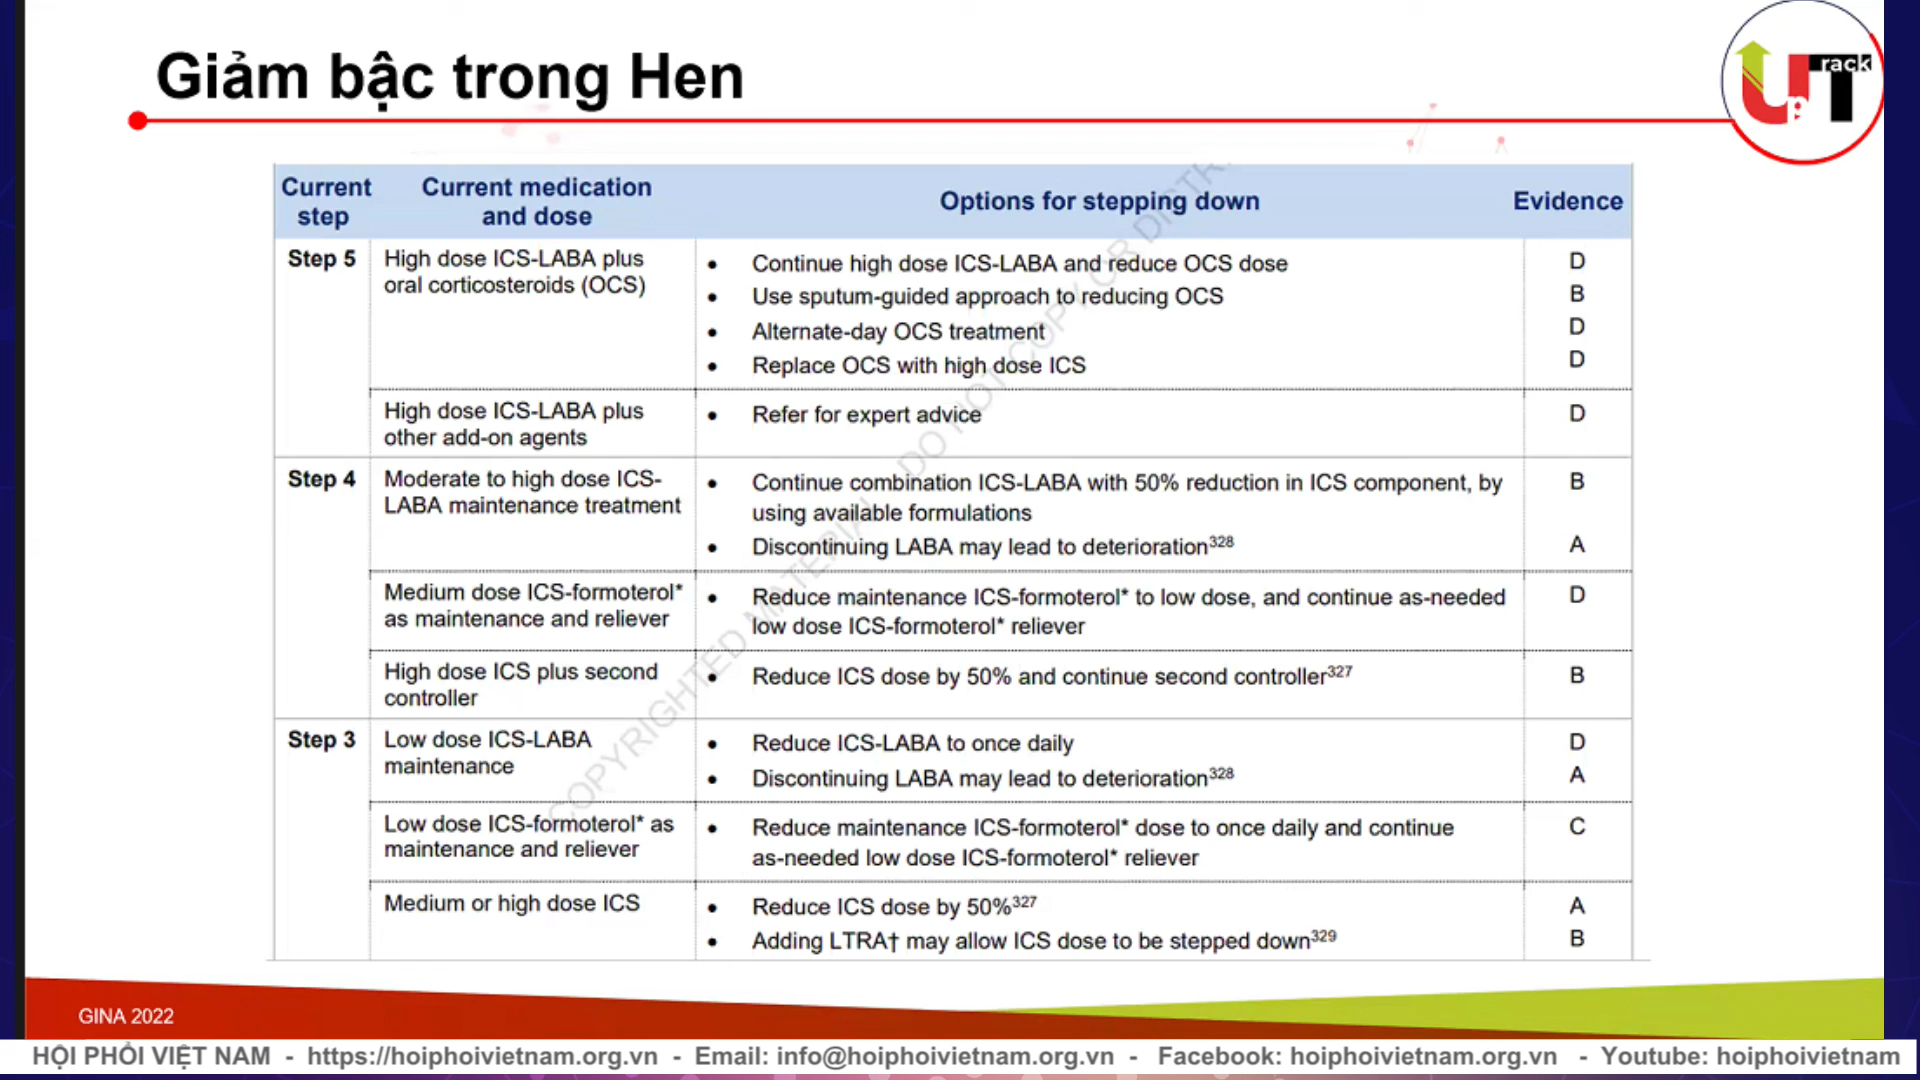 Giảm bậc trong Hen
UpTrack
Current step
Current medication and dose
Options for stepping down
Evidence
Step 5
High dose ICS-LABA plus
oral corticosteroids (OCS)
• Continue high dose ICS-LABA and reduce OCS dose
D
• Use sputum-guided approach to reducing OCS
B
• Alternate-day OCS treatment
D
• Replace OCS with high dose ICS
D
High dose ICS-LABA plus
other add-on agents
• Refer for expert advice
D
Step 4
Moderate to high dose ICS-
LABA maintenance treatment
• Continue combination ICS-LABA with 50% reduction in ICS component, by
using available formulations
B
• Discontinuing LABA may lead to deterioration328
A
Medium dose ICS-formoterol*
as maintenance and reliever
• Reduce maintenance ICS-formoterol* to low dose, and continue as-needed
low dose ICS-formoterol* reliever
D
High dose ICS plus second
controller
• Reduce ICS dose by 50% and continue second controller327
B
Step 3
Low dose ICS-LABA
maintenance
• Reduce ICS-LABA to once daily
D
• Discontinuing LABA may lead to deterioration328
A
Low dose ICS-formoterol* as
maintenance and reliever
• Reduce maintenance ICS-formoterol* dose to once daily and continue
as-needed low dose ICS-formoterol* reliever
C
Medium or high dose ICS
• Reduce ICS dose by 50%327
A
• Adding LTRA† may allow ICS dose to be stepped down329
B
COPYRIGHTED MATERIAL - DO NOT COPY OR DISTR
GINA 2022
HỘI PHỔI VIỆT NAM - https://hoiphoivietnam.org.vn - Email: info@hoiphoivietnam.org.vn - Facebook: hoiphoivietnam.org.vn - Youtube: hoiphoivietnam